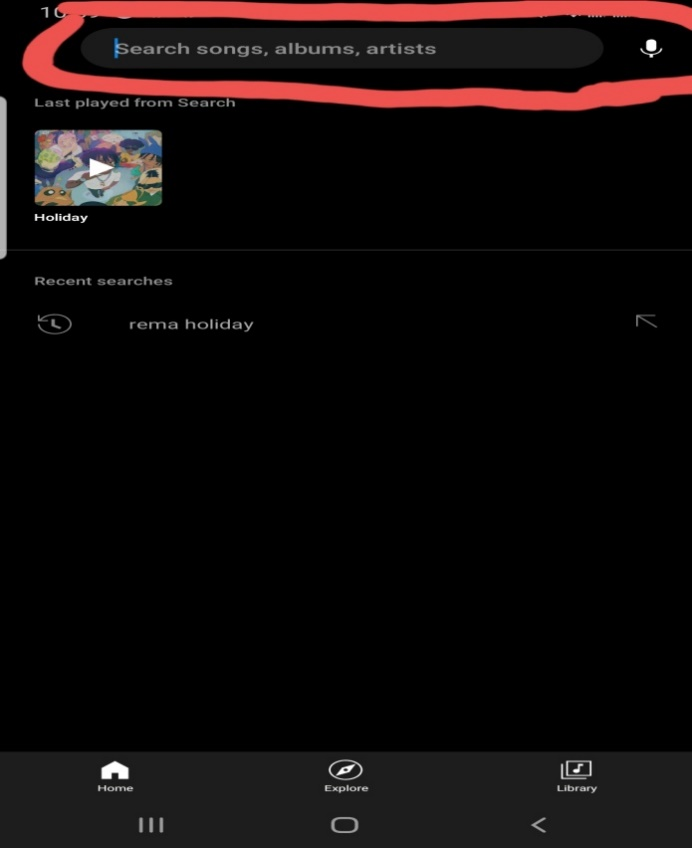 Search songs, albums, artists
Last played from Search
Holiday
Recent searches
rema holiday
Home
Explore
Library